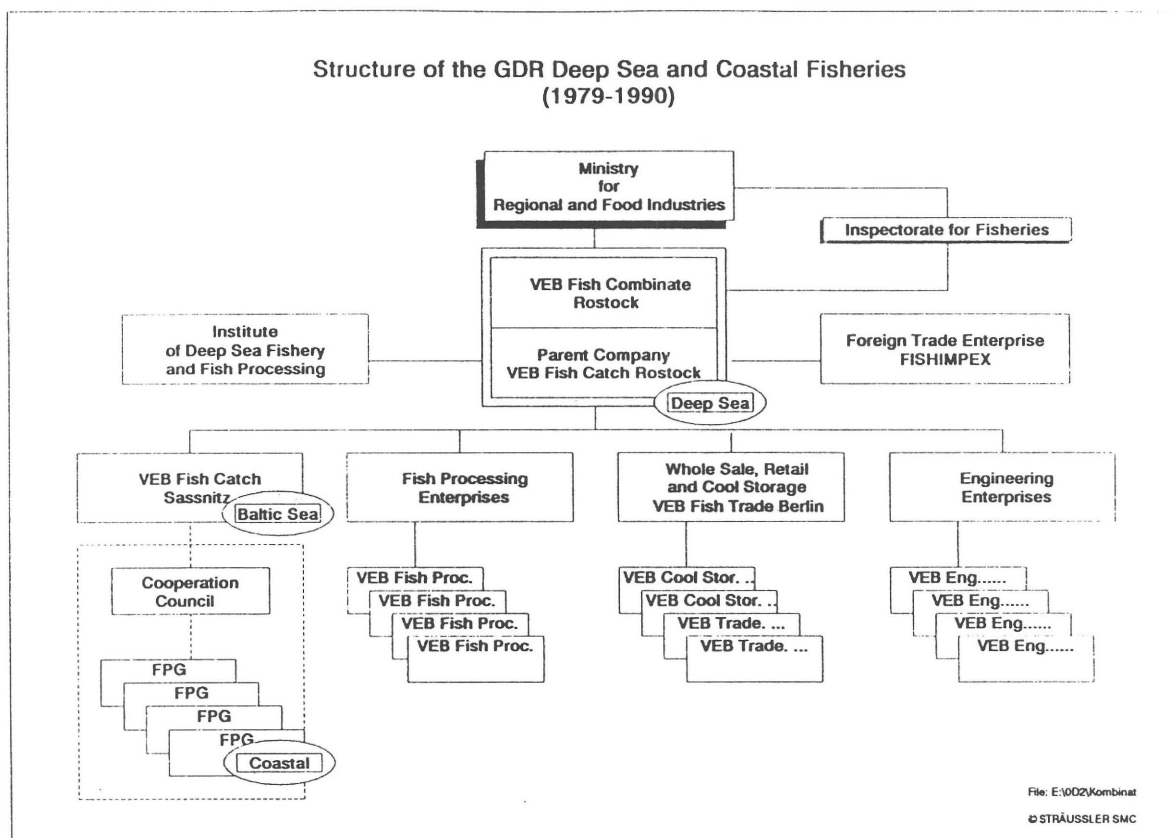 Structure of the GDR Deep Sea and Coastal Fisheries
(1979-1990)
Ministry
for
Regional and Food Industries
Inspectorate for Fisheries
VEB Fish Combinate
Rostock
Institute
of Deep Sea Fishery
and Fish Processing
Parent Company
VEB Fish Catch Rostock
Foreign Trade Enterprise
FISHIMPEX
Deep Sea
VEB Fish Catch
Sassnitz
Baltic Sea
Fish Processing
Enterprises
Whole Sale, Retail
and Cool Storage
VEB Fish Trade Berlin
Engineering
Enterprises
Cooperation
Council
VEB Fish Proc.
VEB Fish Proc.
VEB Fish Proc.
VEB Fish Proc.
VEB Cool Stor. ..
VEB Cool Stor. ..
VEB Trade. ...
VEB Trade. ...
VEB Eng......
VEB Eng......
VEB Eng......
VEB Eng......
FPG
FPG
FPG
FPG
Coastal
File: E:\0D2\Kombinat
© STRÄUSSLER SMC